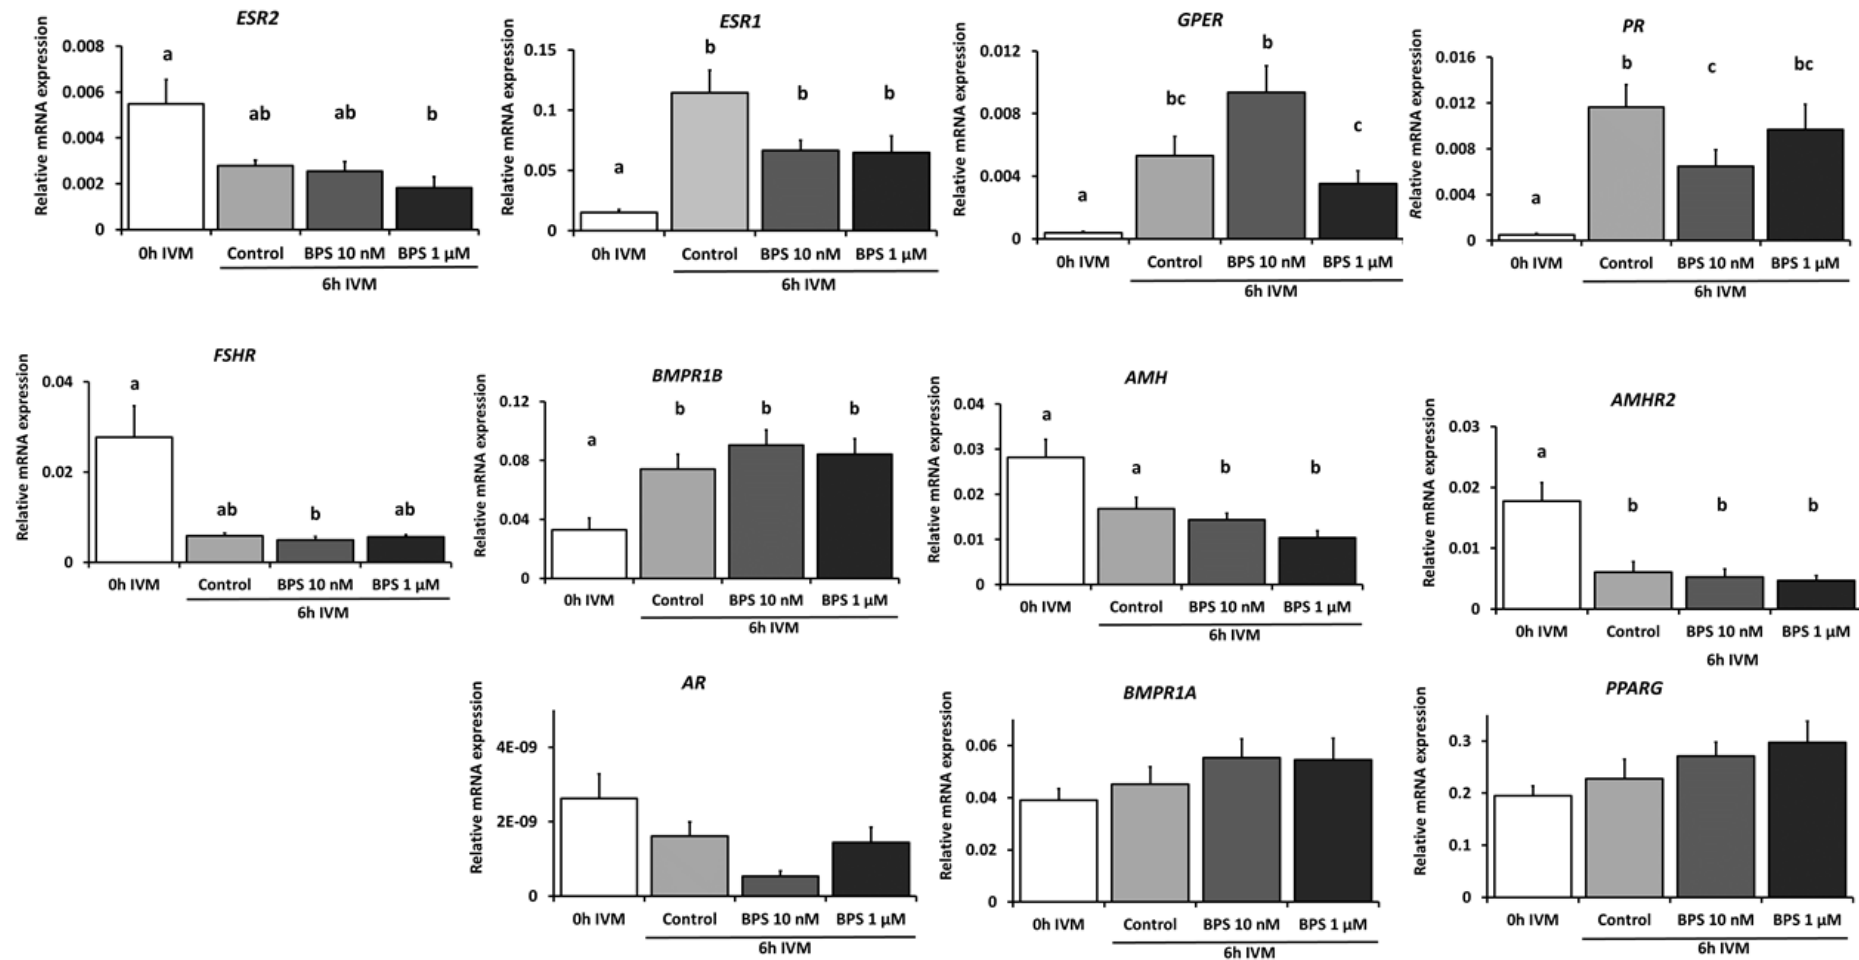 ESR2
Relative mRNA expression
0.008
0.006
0.004
0.002
0
a
ab
ab
b
0h IVM
Control
BPS 10 nM
BPS 1 µM
6h IVM
ESR1
Relative mRNA expression
0.15
0.1
0.05
0
a
b
b
b
0h IVM
Control
BPS 10 nM
BPS 1 µM
6h IVM
GPER
Relative mRNA expression
0.012
0.008
0.004
0
a
bc
b
c
0h IVM
Control
BPS 10 nM
BPS 1 µM
6h IVM
PR
Relative mRNA expression
0.016
0.012
0.008
0.004
0
a
b
c
bc
0h IVM
Control
BPS 10 nM
BPS 1 µM
6h IVM
FSHR
Relative mRNA expression
0.04
0.02
0
a
ab
b
ab
0h IVM
Control
BPS 10 nM
BPS 1 µM
6h IVM
BMPR1B
Relative mRNA expression
0.12
0.08
0.04
0
a
b
b
b
0h IVM
Control
BPS 10 nM
BPS 1 µM
6h IVM
AMH
Relative mRNA expression
0.04
0.03
0.02
0.01
0
a
a
b
b
0h IVM
Control
BPS 10 nM
BPS 1 µM
6h IVM
AMHR2
Relative mRNA expression
0.03
0.02
0.01
0
a
b
b
b
0h IVM
Control
BPS 10 nM
BPS 1 µM
6h IVM
AR
Relative mRNA expression
4E-09
2E-09
0
0h IVM
Control
BPS 10 nM
BPS 1 µM
6h IVM
BMPR1A
Relative mRNA expression
0.06
0.04
0.02
0
0h IVM
Control
BPS 10 nM
BPS 1 µM
6h IVM
PPARG
Relative mRNA expression
0.3
0.2
0.1
0
0h IVM
Control
BPS 10 nM
BPS 1 µM
6h IVM